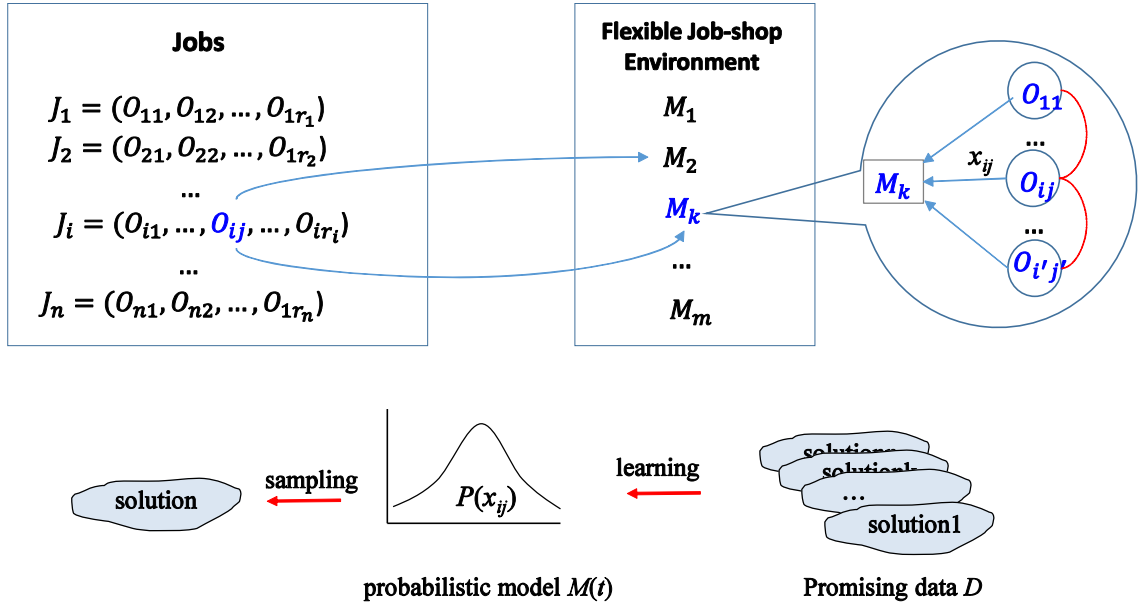 Jobs
J₁ = (O₁₁, O₁₂, ..., O₁ᵣ₁)
J₂ = (O₂₁, O₂₂, ..., O₁ᵣ₂)
...
Jᵢ = (Oᵢ₁, ..., Oᵢⱼ, ..., Oᵢᵣᵢ)
...
Jₙ = (Oₙ₁, Oₙ₂, ..., O₁ᵣₙ)
Flexible Job-shop
Environment
M₁
M₂
Mₖ
...
Mₘ
Mₖ
xᵢⱼ
O₁₁
...
Oᵢⱼ
...
Oᵢ'ⱼ'
solution
sampling
P(xᵢⱼ)
learning
solutionk
...
solution1
probabilistic model M(t)
Promising data D